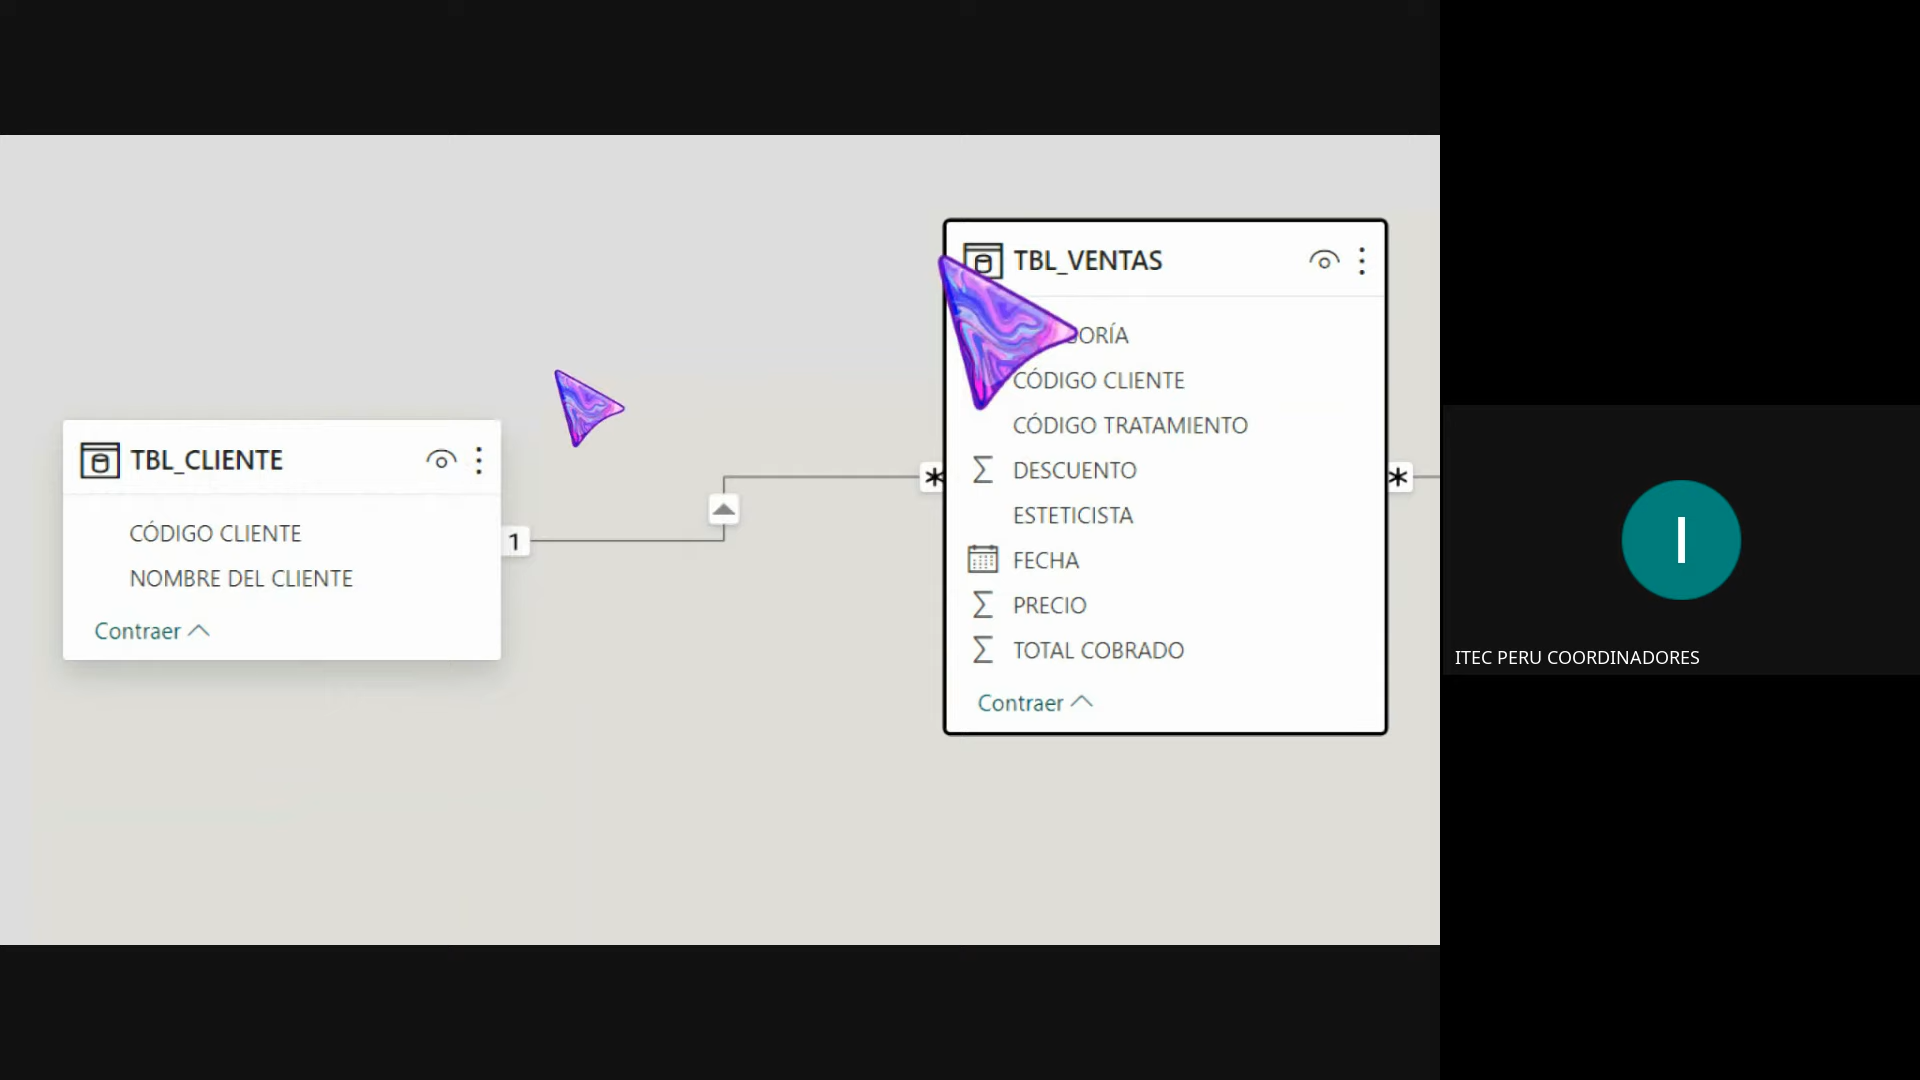 TBL_CLIENTE
CÓDIGO CLIENTE
NOMBRE DEL CLIENTE
Contraer
1
*
TBL_VENTAS
ORÍA
CÓDIGO CLIENTE
CÓDIGO TRATAMIENTO
Σ DESCUENTO
ESTETICISTA
FECHA
Σ PRECIO
Σ TOTAL COBRADO
Contraer
*
I
ITEC PERU COORDINADORES